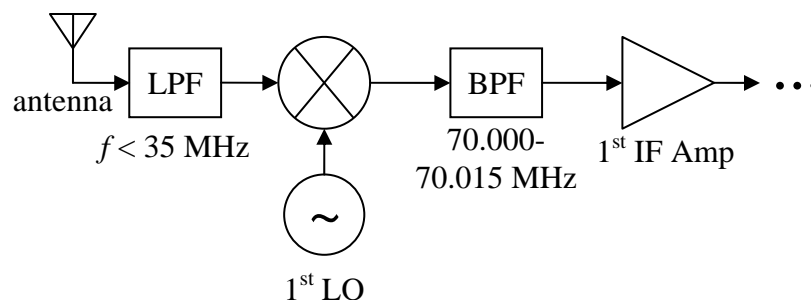 antenna
LPF
f < 35 MHz
~
1st LO
BPF
70.000-
70.015 MHz
1st IF Amp
...